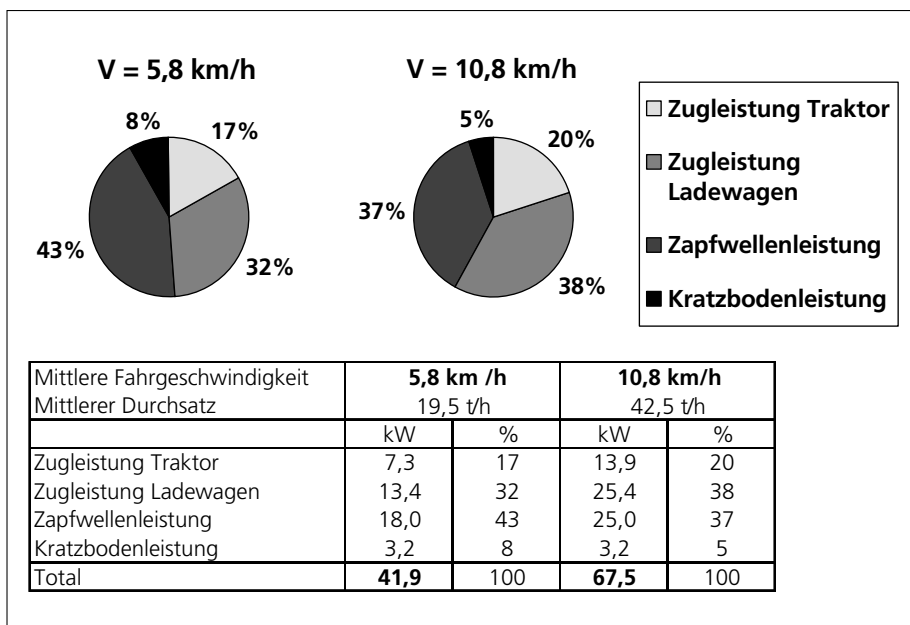 V = 5,8 km/h
8%
17%
43%
32%
V = 10,8 km/h
5%
20%
37%
38%
Zugleistung Traktor
Zugleistung
Ladewagen
Zapfwellenleistung
Kratzbodenleistung
Mittlere Fahrgeschwindigkeit 5,8 km /h 10,8 km/h
Mittlerer Durchsatz 19,5 t/h 42,5 t/h
kW % kW %
Zugleistung Traktor 7,3 17 13,9 20
Zugleistung Ladewagen 13,4 32 25,4 38
Zapfwellenleistung 18,0 43 25,0 37
Kratzbodenleistung 3,2 8 3,2 5
Total 41,9 100 67,5 100